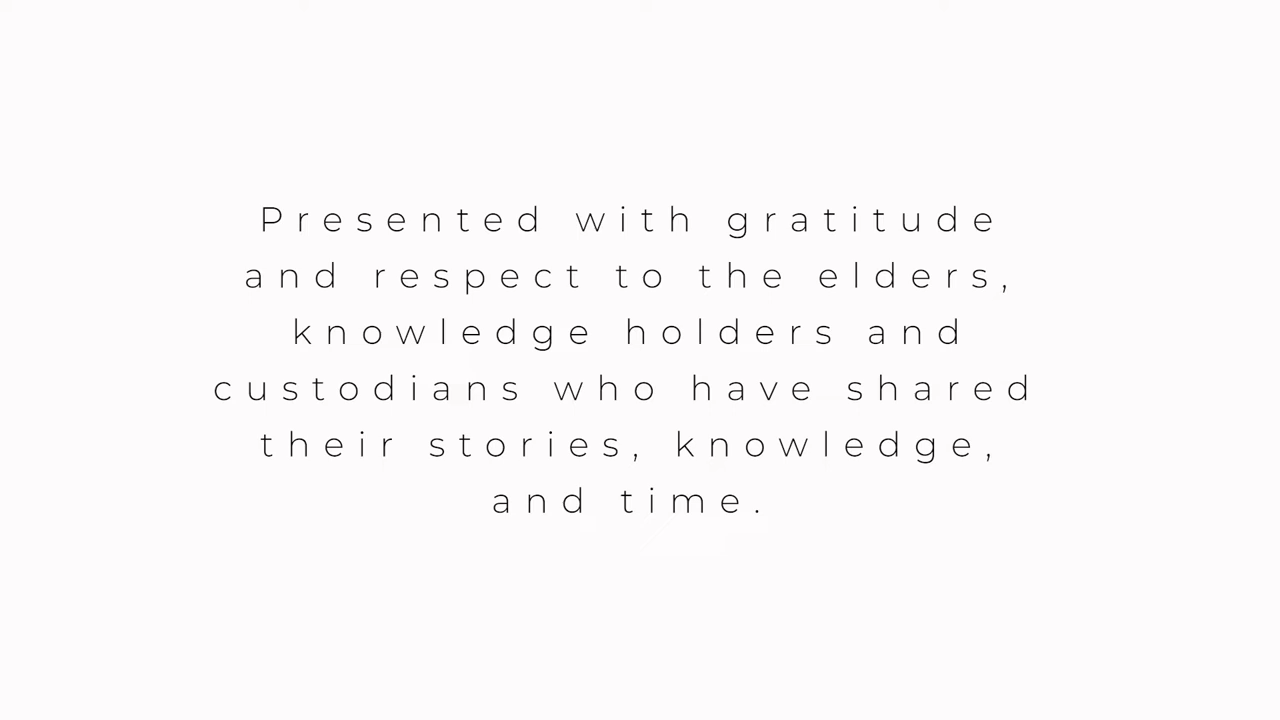 Presented with gratitude
and respect to the elders,
knowledge holders and
custodians who have shared
their stories, knowledge,
and time.